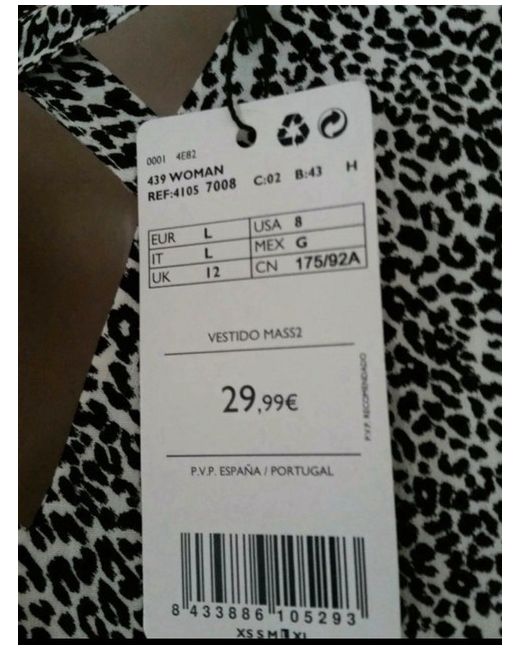 0001 4E82
439 WOMAN
REF:4105 7008 C:02 B:43 H
EUR L USA 8
IT L MEX G
UK 12 CN 175/92A
VESTIDO MASS2
29,99€
P.V.P. RECOMENDADO
P.V.P. ESPAÑA / PORTUGAL
8 433886 105293
XS S M L XL